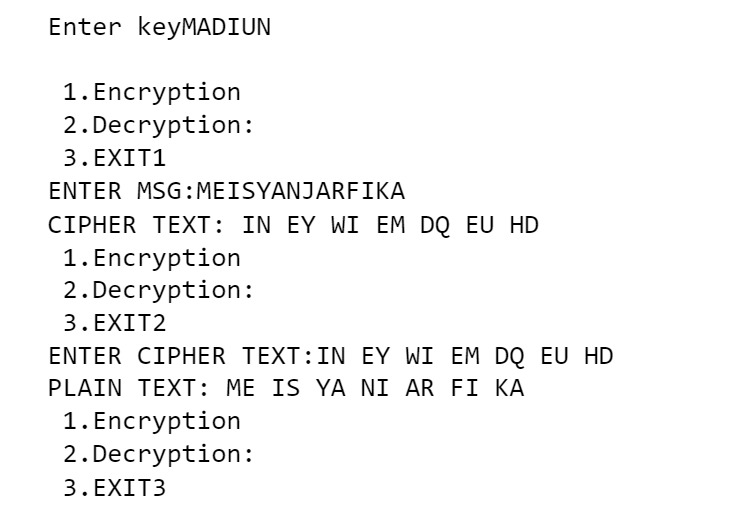 Enter keyMADIUN
1.Encryption
2.Decryption:
3.EXIT1
ENTER MSG:MEISYANJARFIKA
CIPHER TEXT: IN EY WI EM DQ EU HD
1.Encryption
2.Decryption:
3.EXIT2
ENTER CIPHER TEXT:IN EY WI EM DQ EU HD
PLAIN TEXT: ME IS YA NI AR FI KA
1.Encryption
2.Decryption:
3.EXIT3